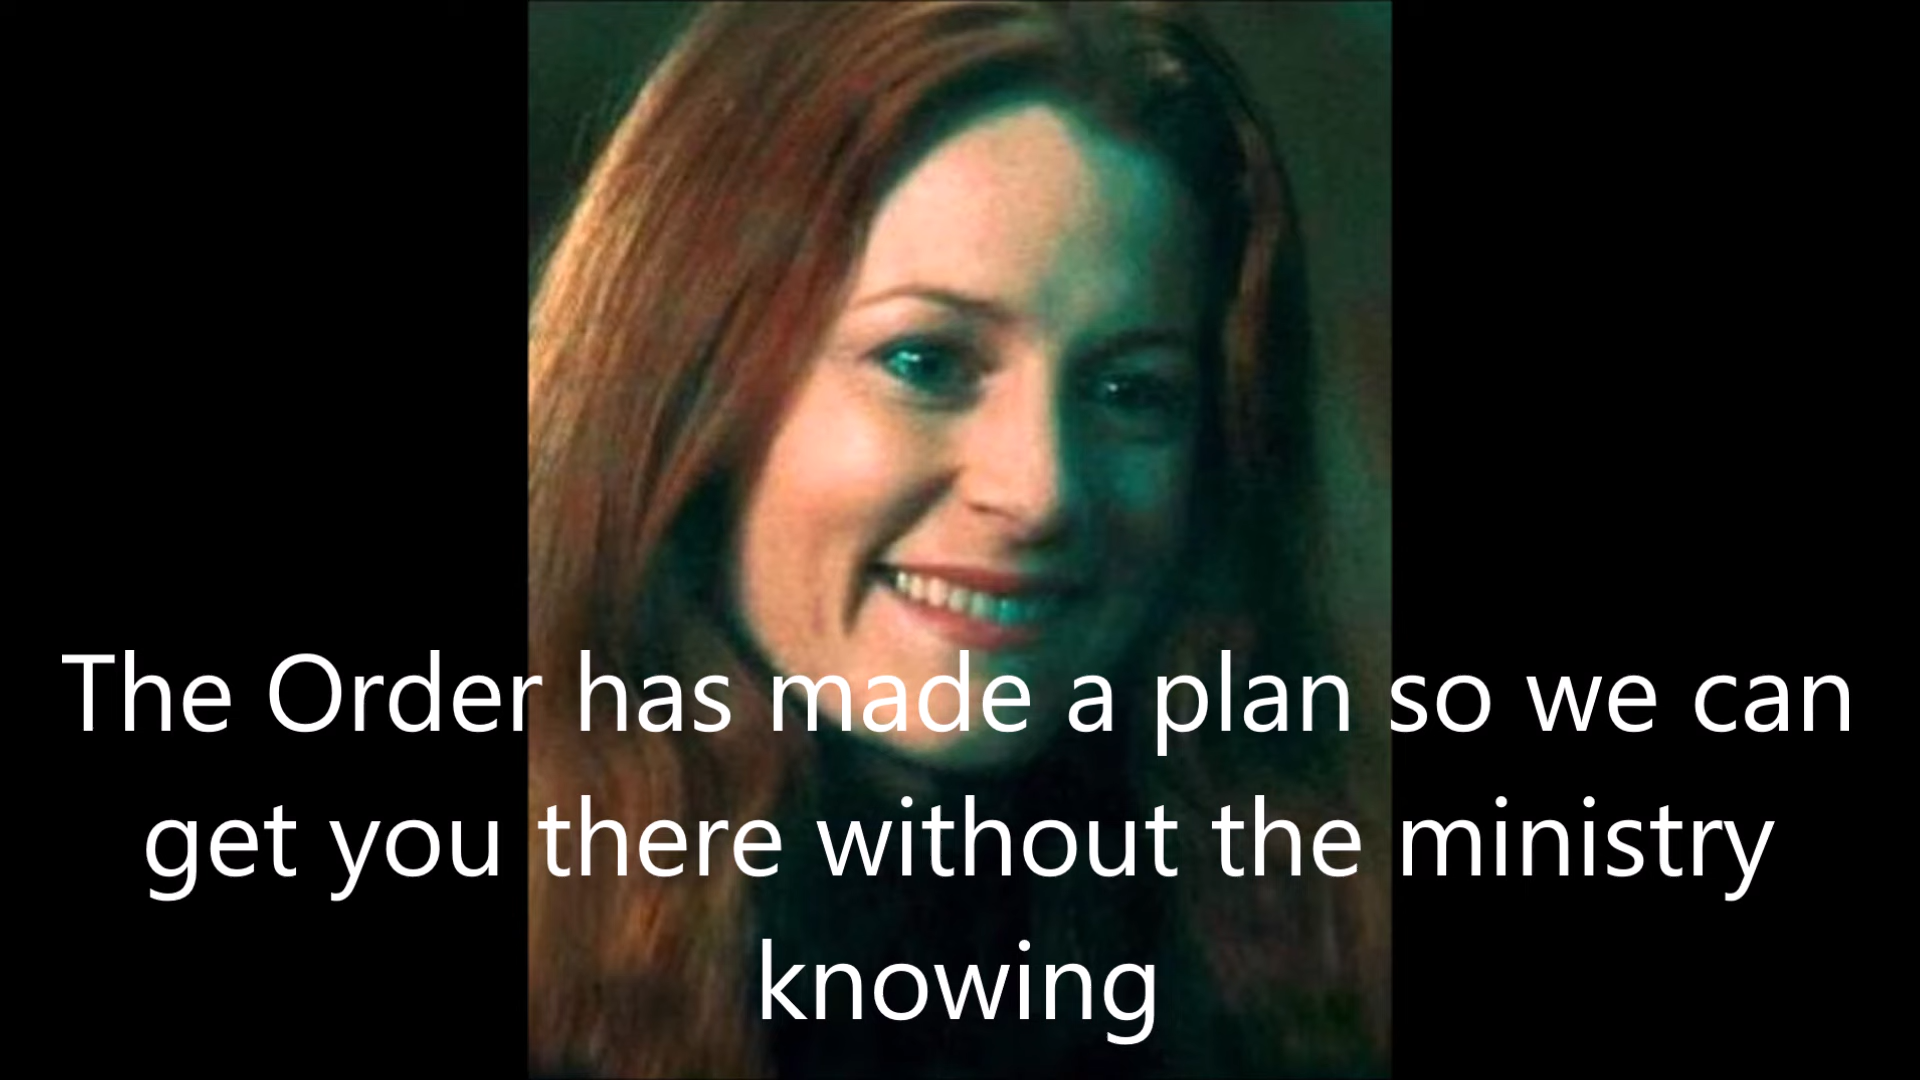 The Order has made a plan so we can
get you there without the ministry
knowing